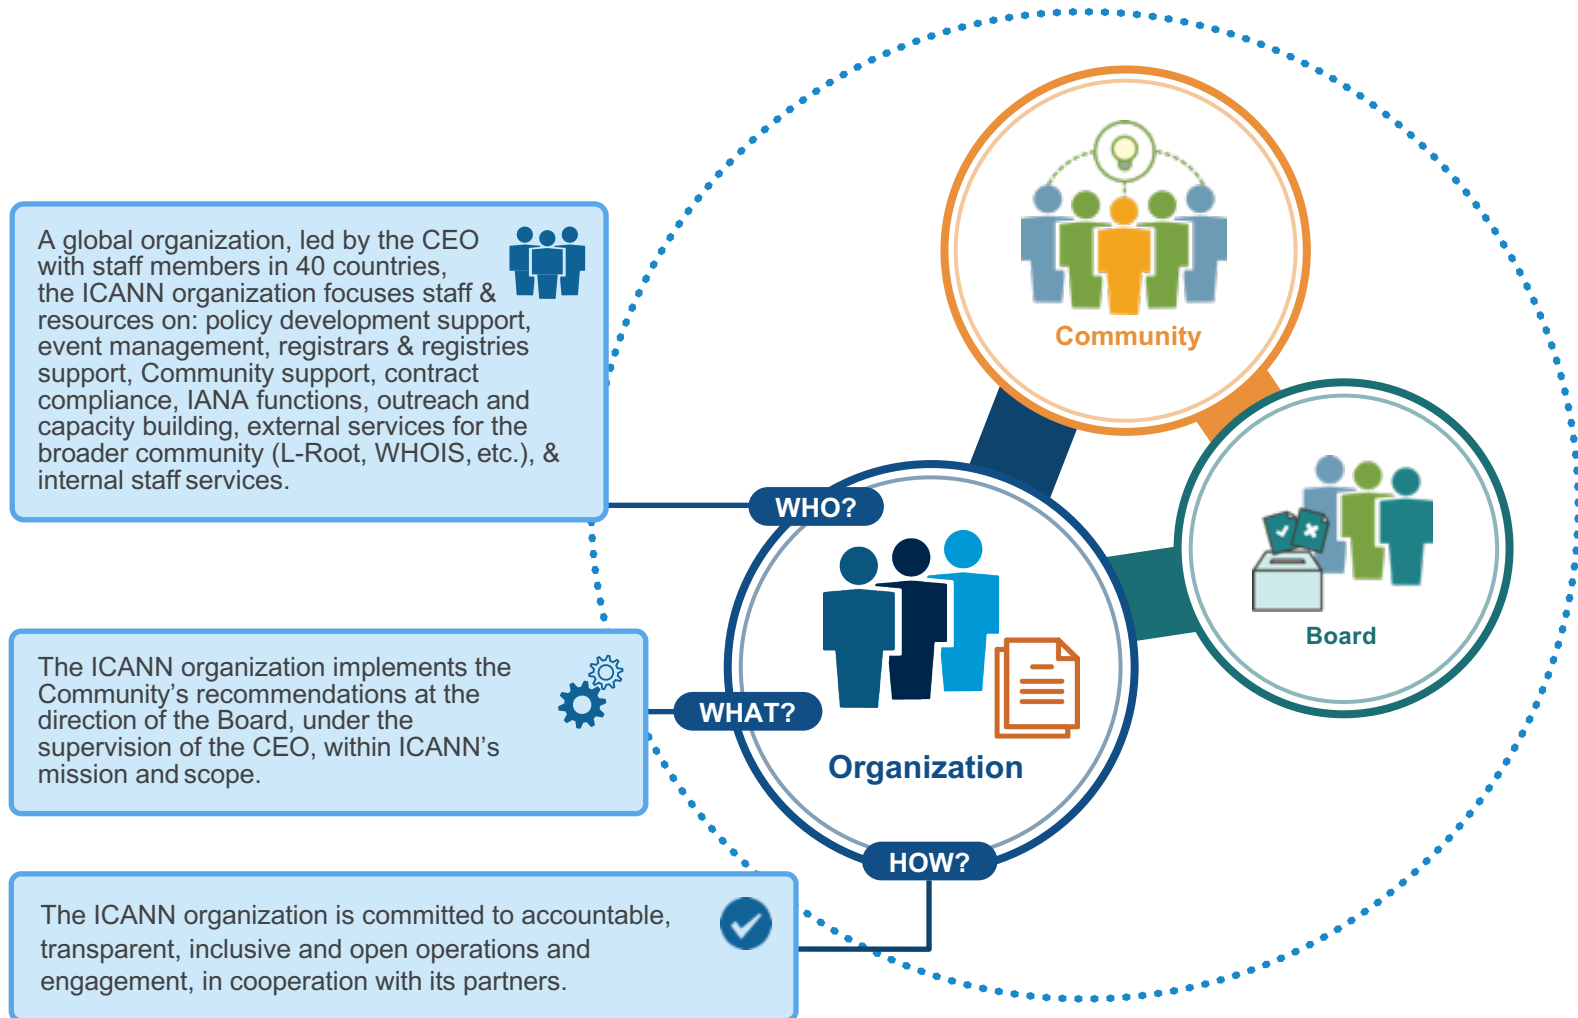 A global organization, led by the CEO
with staff members in 40 countries,
the ICANN organization focuses staff &
resources on: policy development support,
event management, registrars & registries
support, Community support, contract
compliance, IANA functions, outreach and
capacity building, external services for the
broader community (L-Root, WHOIS, etc.), &
internal staff services.
WHO?
The ICANN organization implements the
Community’s recommendations at the
direction of the Board, under the
supervision of the CEO, within ICANN’s
mission and scope.
WHAT?
The ICANN organization is committed to accountable,
transparent, inclusive and open operations and
engagement, in cooperation with its partners.
HOW?
Organization
Community
Board